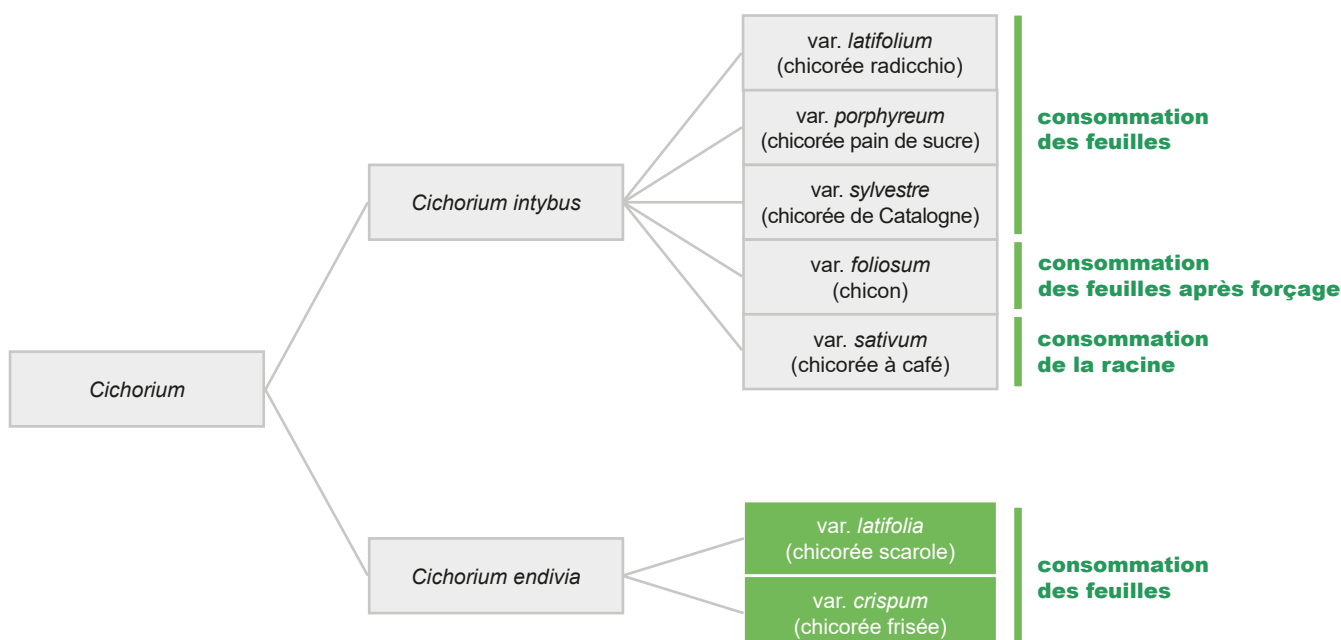 Cichorium
Cichorium intybus
var. latifolium
(chicorée radicchio)
var. porphyreum
(chicorée pain de sucre)
var. sylvestre
(chicorée de Catalogne)
consommation
des feuilles
var. foliosum
(chicon)
consommation
des feuilles après forçage
var. sativum
(chicorée à café)
consommation
de la racine
Cichorium endivia
var. latifolia
(chicorée scarole)
var. crispum
(chicorée frisée)
consommation
des feuilles